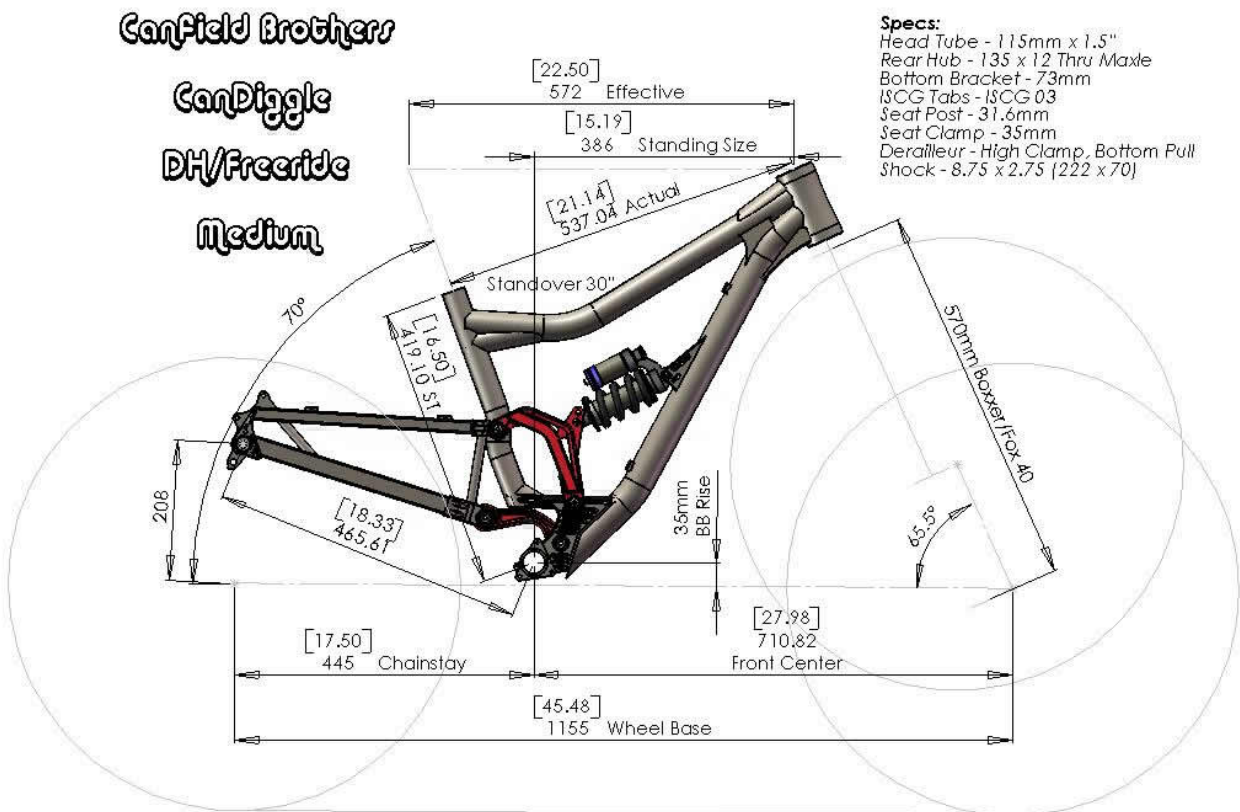 Canfield Brothers
CanDiggle
DH/Freeride
Medium
Specs:
Head Tube - 115mm x 1.5"
Rear Hub - 135 x 12 Thru Maxle
Bottom Bracket - 73mm
ISCG Tabs - ISCG 03
Seat Post - 31.6mm
Seat Clamp - 35mm
Derailleur - High Clamp, Bottom Pull
Shock - 8.75 x 2.75 (222 x 70)
[22.50]
572 Effective
[15.19]
386 Standing Size
[21.14]
537.04 Actual
Standover 30"
70°
[16.50]
419.10 ST
570mm Boxxer/Fox 40
208
[18.33]
465.61
35mm
BB Rise
65.5°
[17.50]
445 Chainstay
[27.98]
710.82
Front Center
[45.48]
1155 Wheel Base